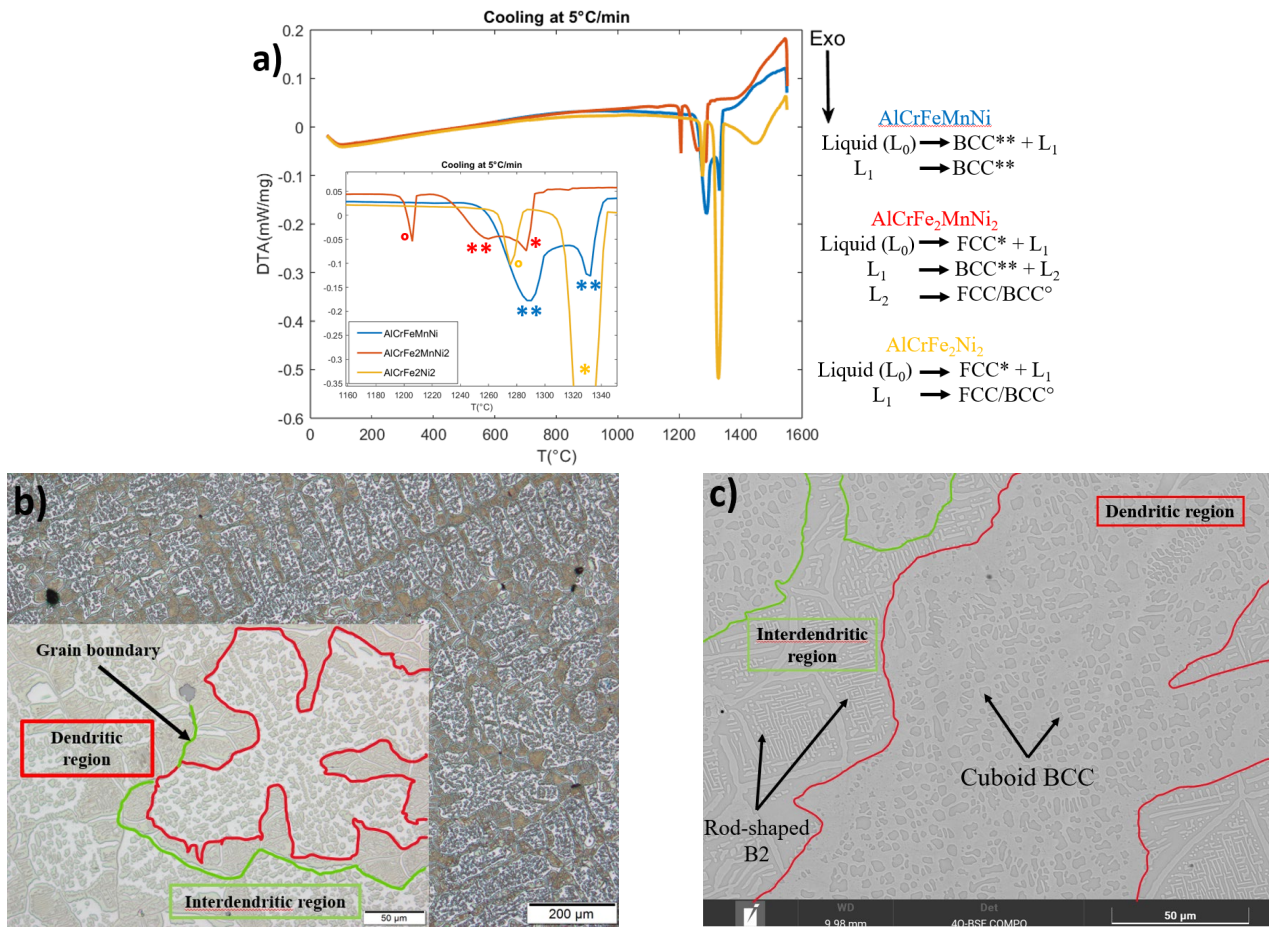 Cooling at 5°C/min
a)
0.2
0.1
0
-0.1
-0.2
-0.3
-0.4
-0.5
-0.6
DTA(mW/mg)
0
200
400
600
800
1000
1200
1400
1600
T(°C)
Cooling at 5°C/min
0.05
0
-0.05
-0.1
-0.15
-0.2
-0.25
-0.3
-0.35
1160
1180
1200
1220
1240
1260
1280
1300
1320
1340
T(°C)
° ** * ° ** ** *
AlCrFeMnNi
AlCrFe2MnNi2
AlCrFe2Ni2
Exo
AlCrFeMnNi
Liquid (L₀) → BCC** + L₁
L₁ → BCC**
AlCrFe₂MnNi₂
Liquid (L₀) → FCC* + L₁
L₁ → BCC** + L₂
L₂ → FCC/BCC°
AlCrFe₂Ni₂
Liquid (L₀) → FCC* + L₁
L₁ → FCC/BCC°
b)
Grain boundary
Dendritic
region
Interdendritic region
50 µm
200 µm
c)
Dendritic region
Interdendritic
region
Cuboid BCC
Rod-shaped
B2
WD
9.98 mm
Det
4Q-BSE COMPO
50 µm